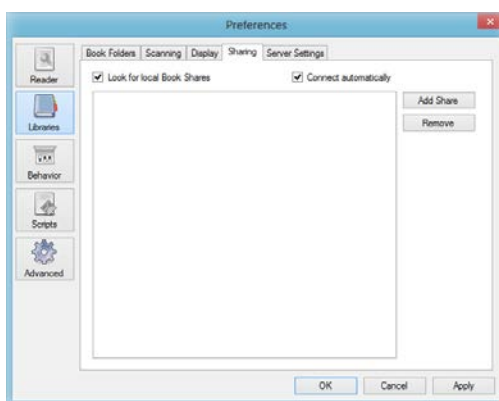 Preferences
Book Folders Scanning Display Sharing Server Settings
Reader
Look for local Book Shares Connect automatically
Add Share
Libraries
Remove
Behavior
Scripts
Advanced
OK Cancel Apply